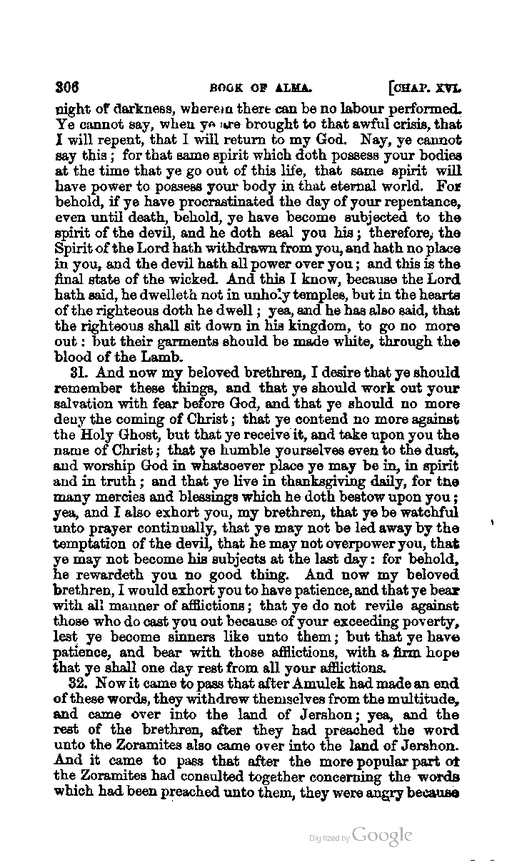 306 BOOK OF ALMA. [CHAP. XVI.
night of darkness, wherein there can be no labour performed.
Ye cannot say, when ye are brought to that awful crisis, that
I will repent, that I will return to my God. Nay, ye cannot
say this; for that same spirit which doth possess your bodies
at the time that ye go out of this life, that same spirit will
have power to possess your body in that eternal world. For
behold, if ye have procrastinated the day of your repentance,
even until death, behold, ye have become subjected to the
spirit of the devil, and he doth seal you his; therefore, the
Spirit of the Lord hath withdrawn from you, and hath no place
in you, and the devil hath all power over you; and this is the
final state of the wicked. And this I know, because the Lord
hath said, he dwelleth not in unholy temples, but in the hearts
of the righteous doth he dwell; yea, and he has also said, that
the righteous shall sit down in his kingdom, to go no more
out: but their garments should be made white, through the
blood of the Lamb.
31. And now my beloved brethren, I desire that ye should
remember these things, and that ye should work out your
salvation with fear before God, and that ye should no more
deny the coming of Christ; that ye contend no more against
the Holy Ghost, but that ye receive it, and take upon you the
name of Christ; that ye humble yourselves even to the dust,
and worship God in whatsoever place ye may be in, in spirit
and in truth; and that ye live in thanksgiving daily, for the
many mercies and blessings which he doth bestow upon you;
yea, and I also exhort you, my brethren, that ye be watchful
unto prayer continually, that ye may not be led away by the
temptation of the devil, that he may not overpower you, that
ye may not become his subjects at the last day: for behold,
he rewardeth you no good thing. And now my beloved
brethren, I would exhort you to have patience, and that ye bear
with all manner of afflictions; that ye do not revile against
those who do cast you out because of your exceeding poverty,
lest ye become sinners like unto them; but that ye have
patience, and bear with those afflictions, with a firm hope
that ye shall one day rest from all your afflictions.
32. Now it came to pass that after Amulek had made an end
of these words, they withdrew themselves from the multitude,
and came over into the land of Jershon; yea, and the
rest of the brethren, after they had preached the word
unto the Zoramites also came over into the land of Jershon.
And it came to pass that after the more popular part of
the Zoramites had consulted together concerning the words
which had been preached unto them, they were angry because
Digitized by Google